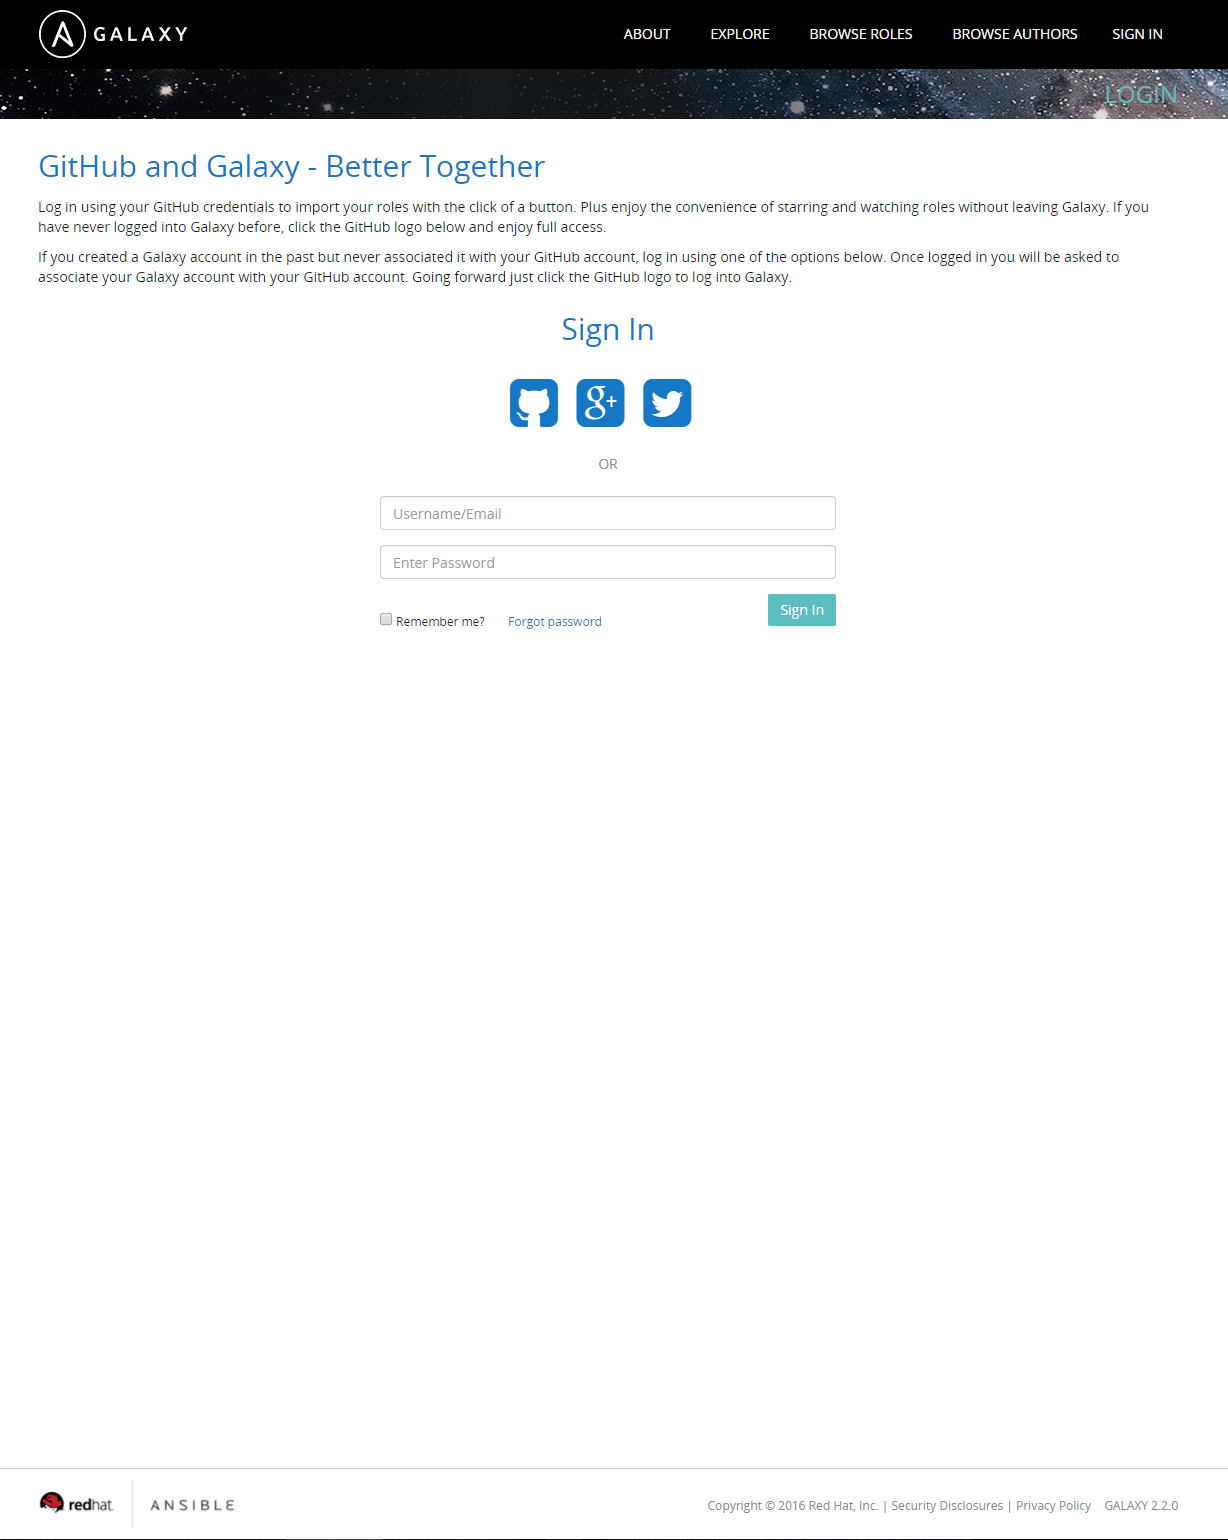 GALAXY
ABOUT EXPLORE BROWSE ROLES BROWSE AUTHORS SIGN IN
LOGIN
GitHub and Galaxy - Better Together
Log in using your GitHub credentials to import your roles with the click of a button. Plus enjoy the convenience of starring and watching roles without leaving Galaxy. If you
have never logged into Galaxy before, click the GitHub logo below and enjoy full access.
If you created a Galaxy account in the past but never associated it with your GitHub account, log in using one of the options below. Once logged in you will be asked to
associate your Galaxy account with your GitHub account. Going forward just click the GitHub logo to log into Galaxy.
Sign In
g+
OR
Username/Email
Enter Password
Sign In
Remember me? Forgot password
redhat. ANSIBLE
Copyright © 2016 Red Hat, Inc. | Security Disclosures | Privacy Policy GALAXY 2.2.0